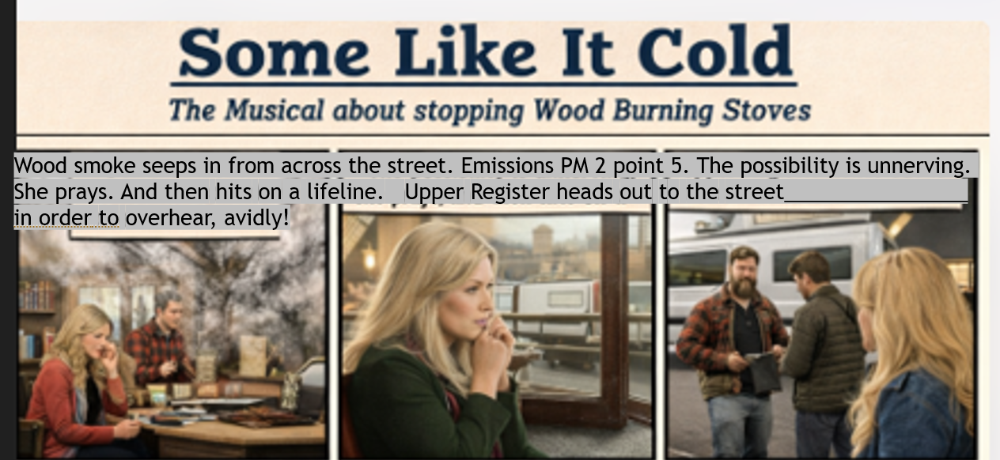 Some Like It Cold
The Musical about stopping Wood Burning Stoves
Wood smoke seeps in from across the street. Emissions PM 2 point 5. The possibility is unnerving.
She prays. And then hits on a lifeline. Upper Register heads out to the street
in order to overhear, avidly!